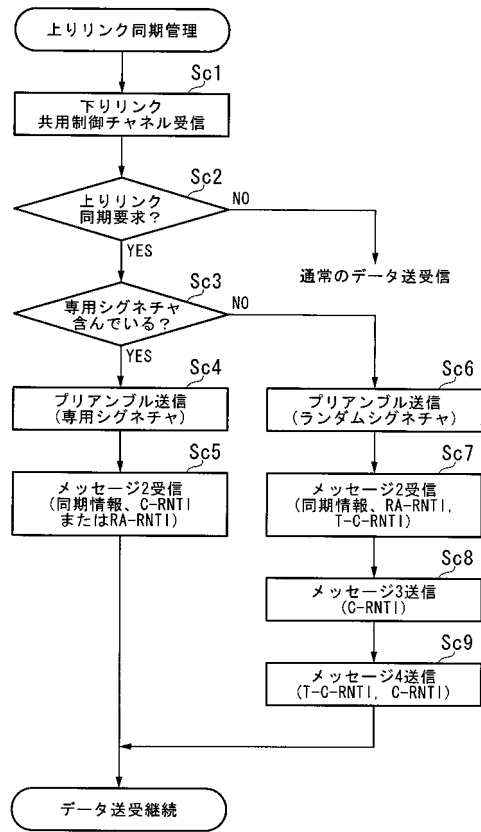 上りリンク同期管理
Sc1
下りリンク
共用制御チャネル受信
Sc2
上りリンク
同期要求？
NO
YES
通常のデータ送受信
Sc3
専用シグネチャ
含んでいる？
NO
YES
Sc4
プリアンブル送信
(専用シグネチャ)
Sc6
プリアンブル送信
(ランダムシグネチャ)
Sc5
メッセージ2受信
(同期情報、C-RNTI
またはRA-RNTI)
Sc7
メッセージ2受信
(同期情報、RA-RNTI,
T-C-RNTI)
Sc8
メッセージ3送信
(C-RNTI)
Sc9
メッセージ4送信
(T-C-RNTI, C-RNTI)
データ送受継続